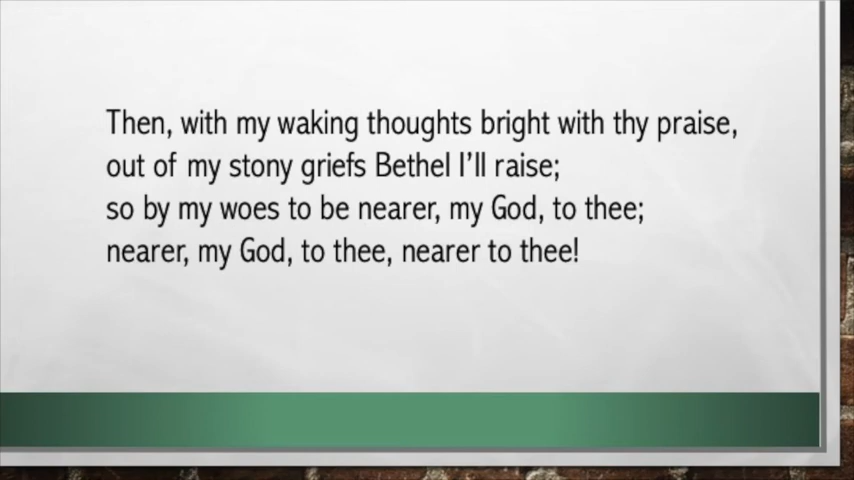 Then, with my waking thoughts bright with thy praise,
out of my stony griefs Bethel I'll raise;
so by my woes to be nearer, my God, to thee;
nearer, my God, to thee, nearer to thee!